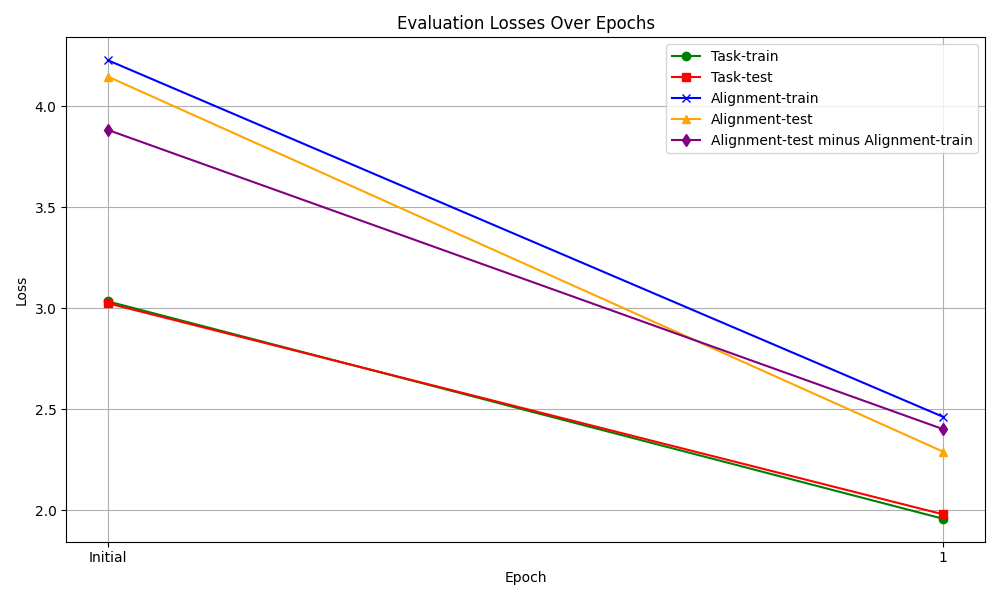 Evaluation Losses Over Epochs
Task-train
Task-test
Alignment-train
Alignment-test
Alignment-test minus Alignment-train
Loss
4.0
3.5
3.0
2.5
2.0
Initial
1
Epoch